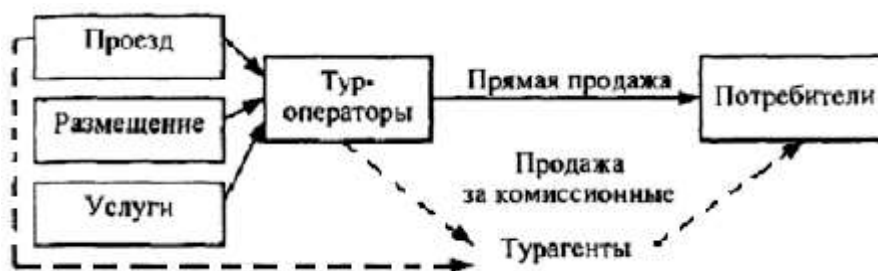 Проезд
Размещение
Услуги
Тур-
операторы
Прямая продажа
Потребители
Продажа
за комиссионные
Турагенты